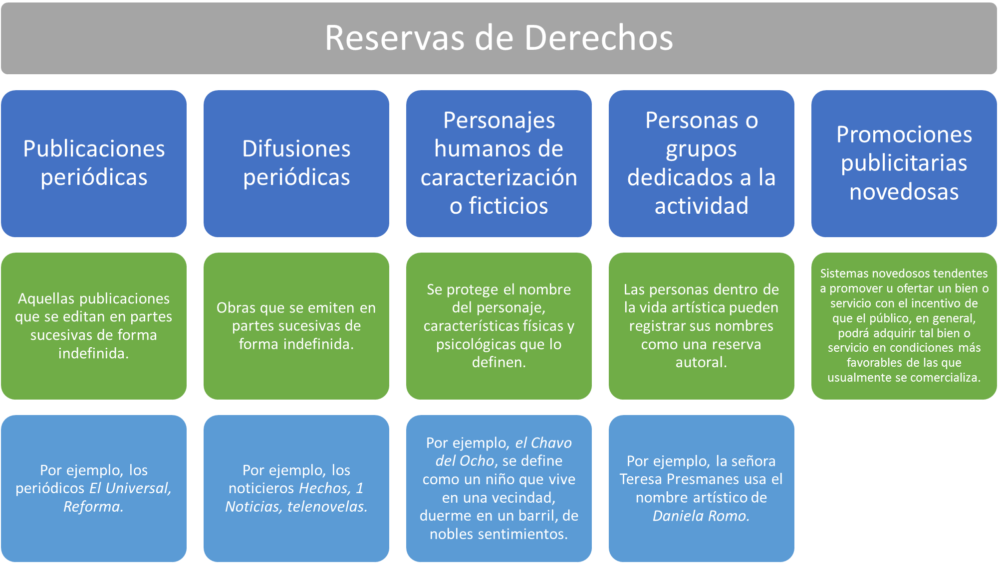 Reservas de Derechos
Publicaciones
periódicas
Difusiones
periódicas
Personajes
humanos de
caracterización
o ficticios
Personas o
grupos
dedicados a la
actividad
Promociones
publicitarias
novedosas
Aquellas publicaciones
que se editan en partes
sucesivas de forma
indefinida.
Obras que se emiten en
partes sucesivas de
forma indefinida.
Se protege el nombre
del personaje,
características físicas y
psicológicas que lo
definen.
Las personas dentro de
la vida artística pueden
registrar sus nombres
como una reserva
autoral.
Sistemas novedosos tendentes
a promover u ofertar un bien o
servicio con el incentivo de
que el público, en general,
podrá adquirir tal bien o
servicio en condiciones más
favorables de las que
usualmente se comercializa.
Por ejemplo, los
periódicos El Universal,
Reforma.
Por ejemplo, los
noticieros Hechos, 1
Noticias, telenovelas.
Por ejemplo, el Chavo
del Ocho, se define
como un niño que vive
en una vecindad,
duerme en un barril, de
nobles sentimientos.
Por ejemplo, la señora
Teresa Presmanes usa el
nombre artístico de
Daniela Romo.